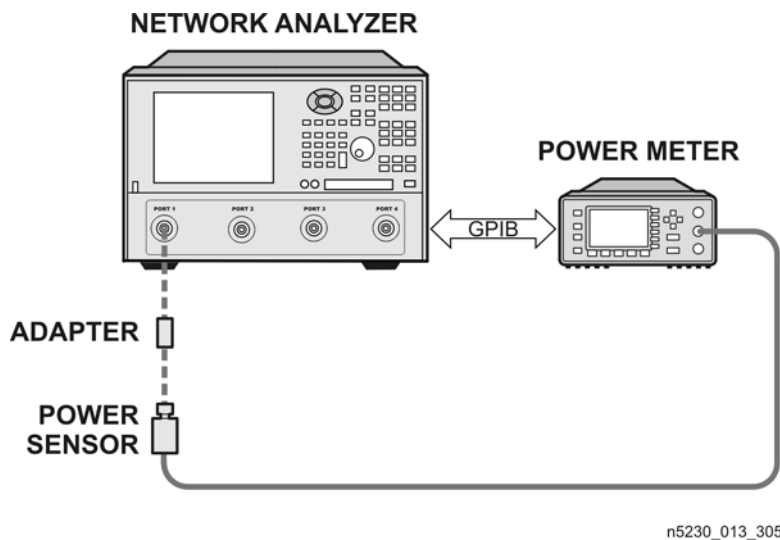 NETWORK ANALYZER
POWER METER
PORT 1
PORT 2
PORT 3
PORT 4
GPIB
ADAPTER
POWER
SENSOR
n5230_013_305